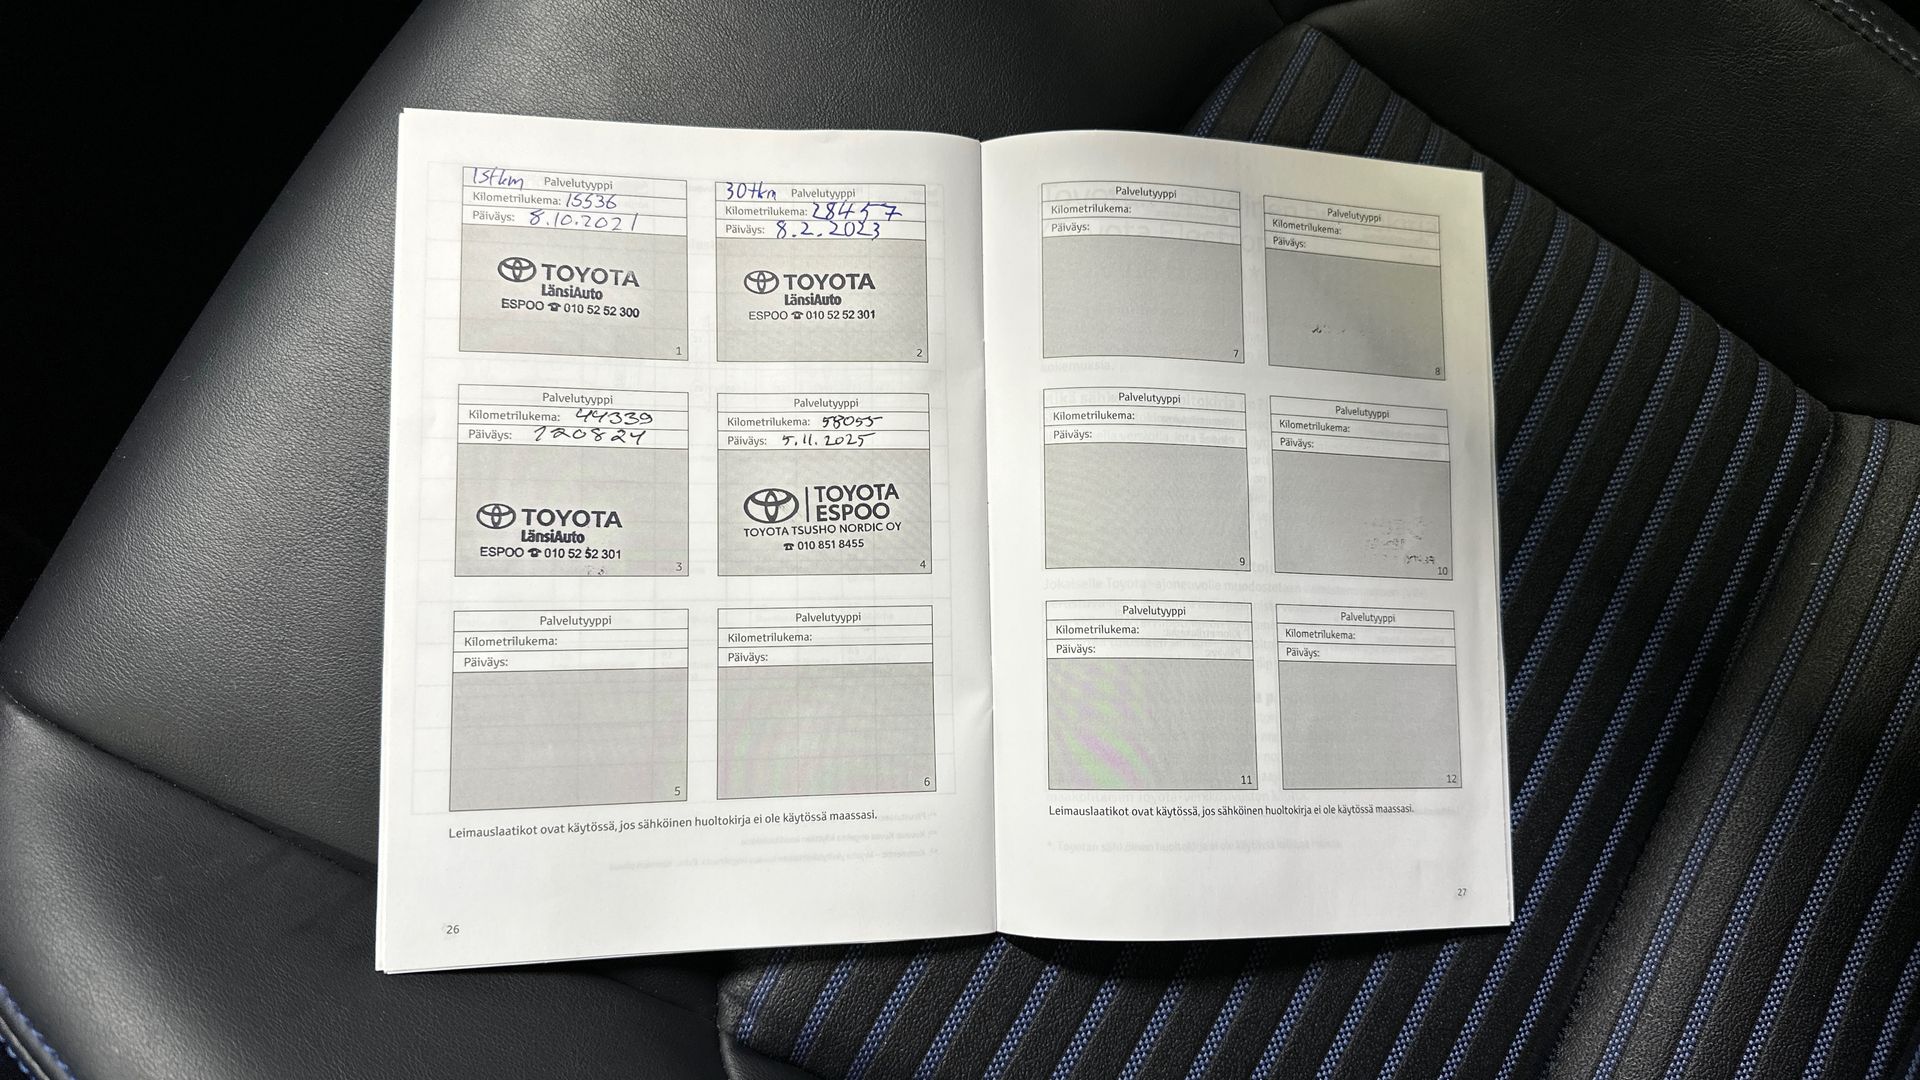 15tkm Palvelutyyppi
Kilometrilukema: 15536
Päiväys: 8.10.2021
TOYOTA
LänsiAuto
ESPOO ☎ 010 52 52 300
1
30tkm Palvelutyyppi
Kilometrilukema: 28457
Päiväys: 8.2.2023
TOYOTA
LänsiAuto
ESPOO ☎ 010 52 52 301
2
Palvelutyyppi
Kilometrilukema: 44339
Päiväys: 120824
TOYOTA
LänsiAuto
ESPOO ☎ 010 52 52 301
3
Palvelutyyppi
Kilometrilukema: 58055
Päiväys: 5.11.2025
TOYOTA
ESPOO
TOYOTA TSUSHO NORDIC OY
☎ 010 851 8455
4
Palvelutyyppi
Kilometrilukema:
Päiväys:
5
Palvelutyyppi
Kilometrilukema:
Päiväys:
6
Leimauslaatikot ovat käytössä, jos sähköinen huoltokirja ei ole käytössä maassasi.
26
Palvelutyyppi
Kilometrilukema:
Päiväys:
7
Palvelutyyppi
Kilometrilukema:
Päiväys:
8
Palvelutyyppi
Kilometrilukema:
Päiväys:
9
Palvelutyyppi
Kilometrilukema:
Päiväys:
10
Palvelutyyppi
Kilometrilukema:
Päiväys:
11
Palvelutyyppi
Kilometrilukema:
Päiväys:
12
Leimauslaatikot ovat käytössä, jos sähköinen huoltokirja ei ole käytössä maassasi.
27